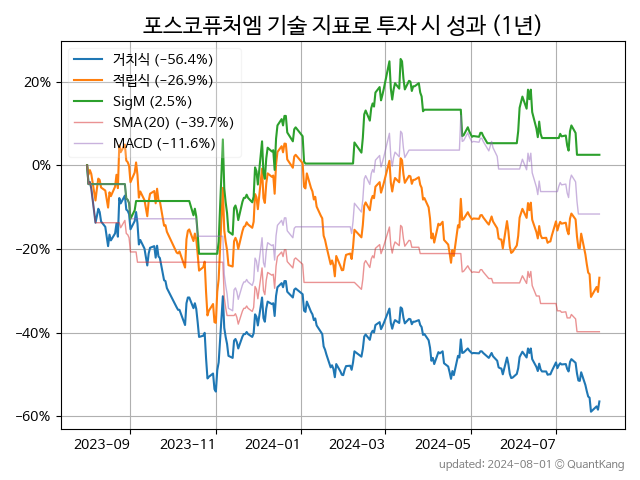 포스코퓨처엠 기술 지표로 투자 시 성과 (1년)
거치식 (−56.4%)
적립식 (−26.9%)
SigM (2.5%)
SMA(20) (−39.7%)
MACD (−11.6%)
20%
0%
−20%
−40%
−60%
2023−09 2023−11 2024−01 2024−03 2024−05 2024−07
updated: 2024-08-01 © QuantKang